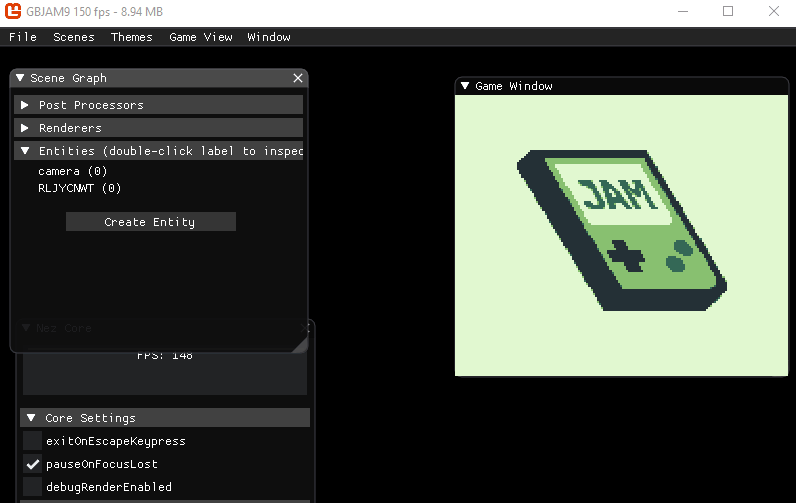 GBJAM9 150 fps - 8.94 MB
File Scenes Themes Game View Window
Scene Graph
Post Processors
Renderers
Entities (double-click label to inspec
camera (0)
RLJYCNWT (0)
Create Entity
Game Window
JAM
Nez Core
FPS: 146
Core Settings
exitOnEscapeKeypress
pauseOnFocusLost
debugRenderEnabled